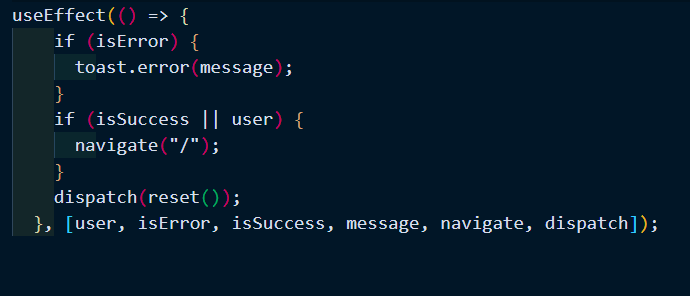 useEffect(() => {
    if (isError) {
      toast.error(message);
    }
    if (isSuccess || user) {
      navigate("/");
    }
    dispatch(reset());
  }, [user, isError, isSuccess, message, navigate, dispatch]);